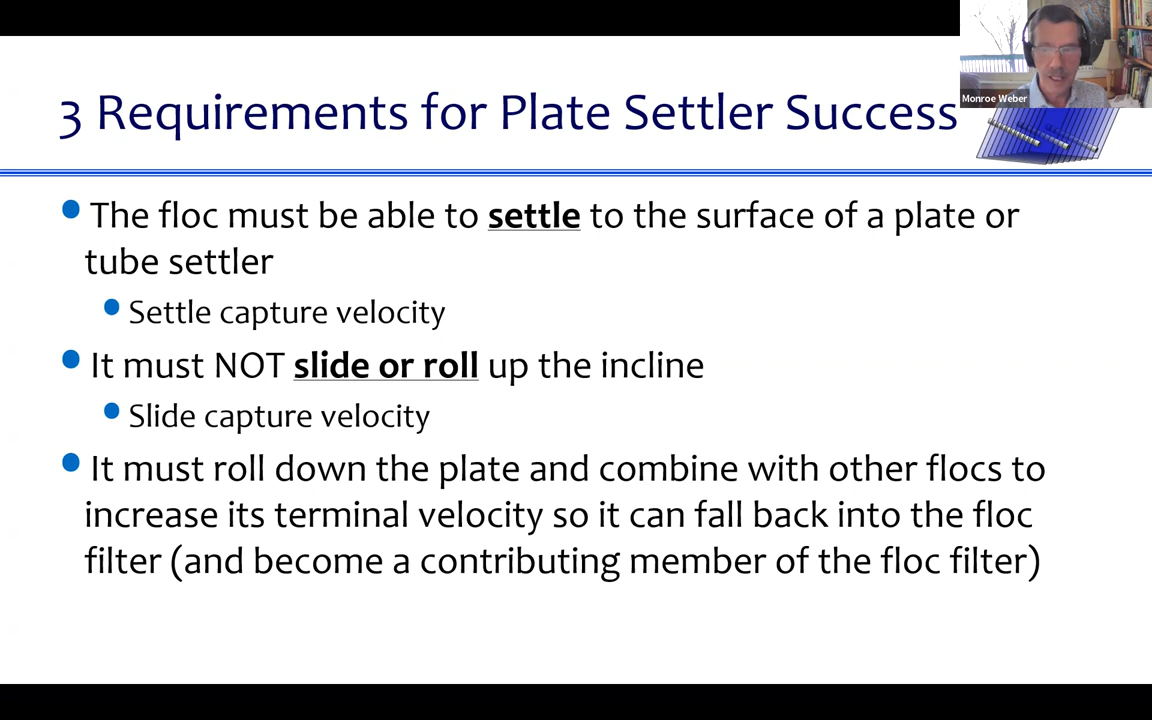 3 Requirements for Plate Settler Success
Monroe Weber
The floc must be able to settle to the surface of a plate or
tube settler
Settle capture velocity
It must NOT slide or roll up the incline
Slide capture velocity
It must roll down the plate and combine with other flocs to
increase its terminal velocity so it can fall back into the floc
filter (and become a contributing member of the floc filter)